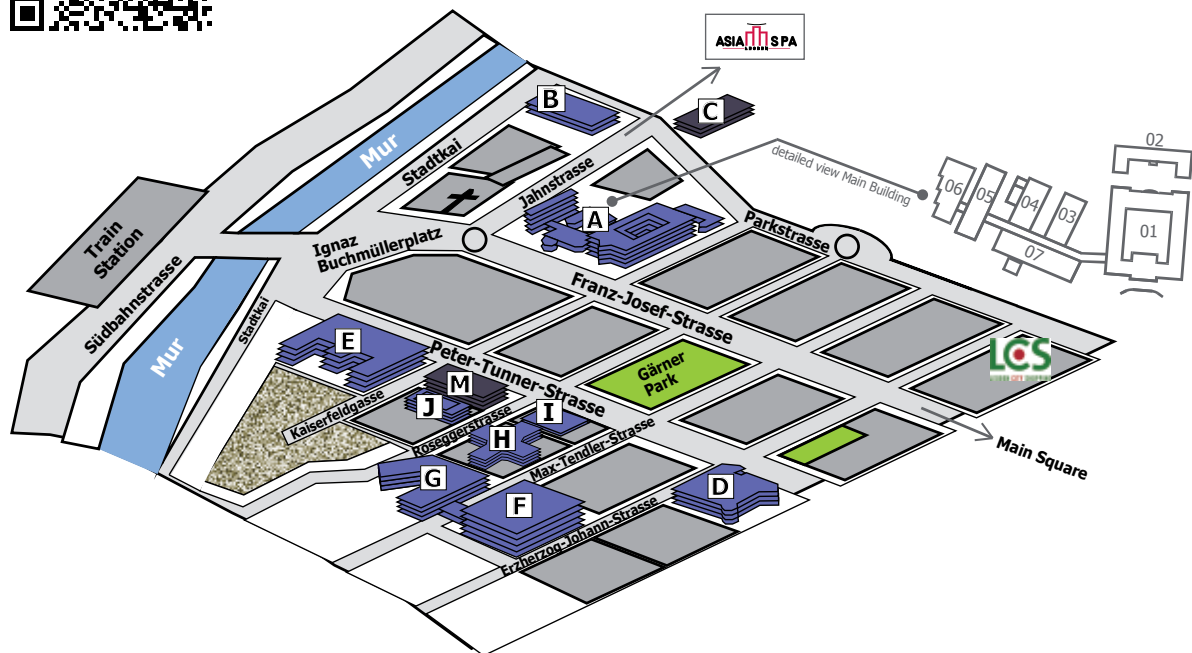 ASIA SPA
LEOBEN
B
C
Mur
Stadtkai
detailed view Main Building
02
06
05
04
03
01
07
Jahnstrasse
A
Parkstrasse
Train
Station
Ignaz
Buchmüllerplatz
Südbahnstrasse
Franz-Josef-Strasse
Stadtkai
Mur
E
Peter-Tunner-Strasse
Gärner
Park
LCS
M
J
I
Kaiserfeldgasse
Roseggerstrasse
H
Max-Tendler-Strasse
Main Square
G
F
D
Erzherzog-Johann-Strasse